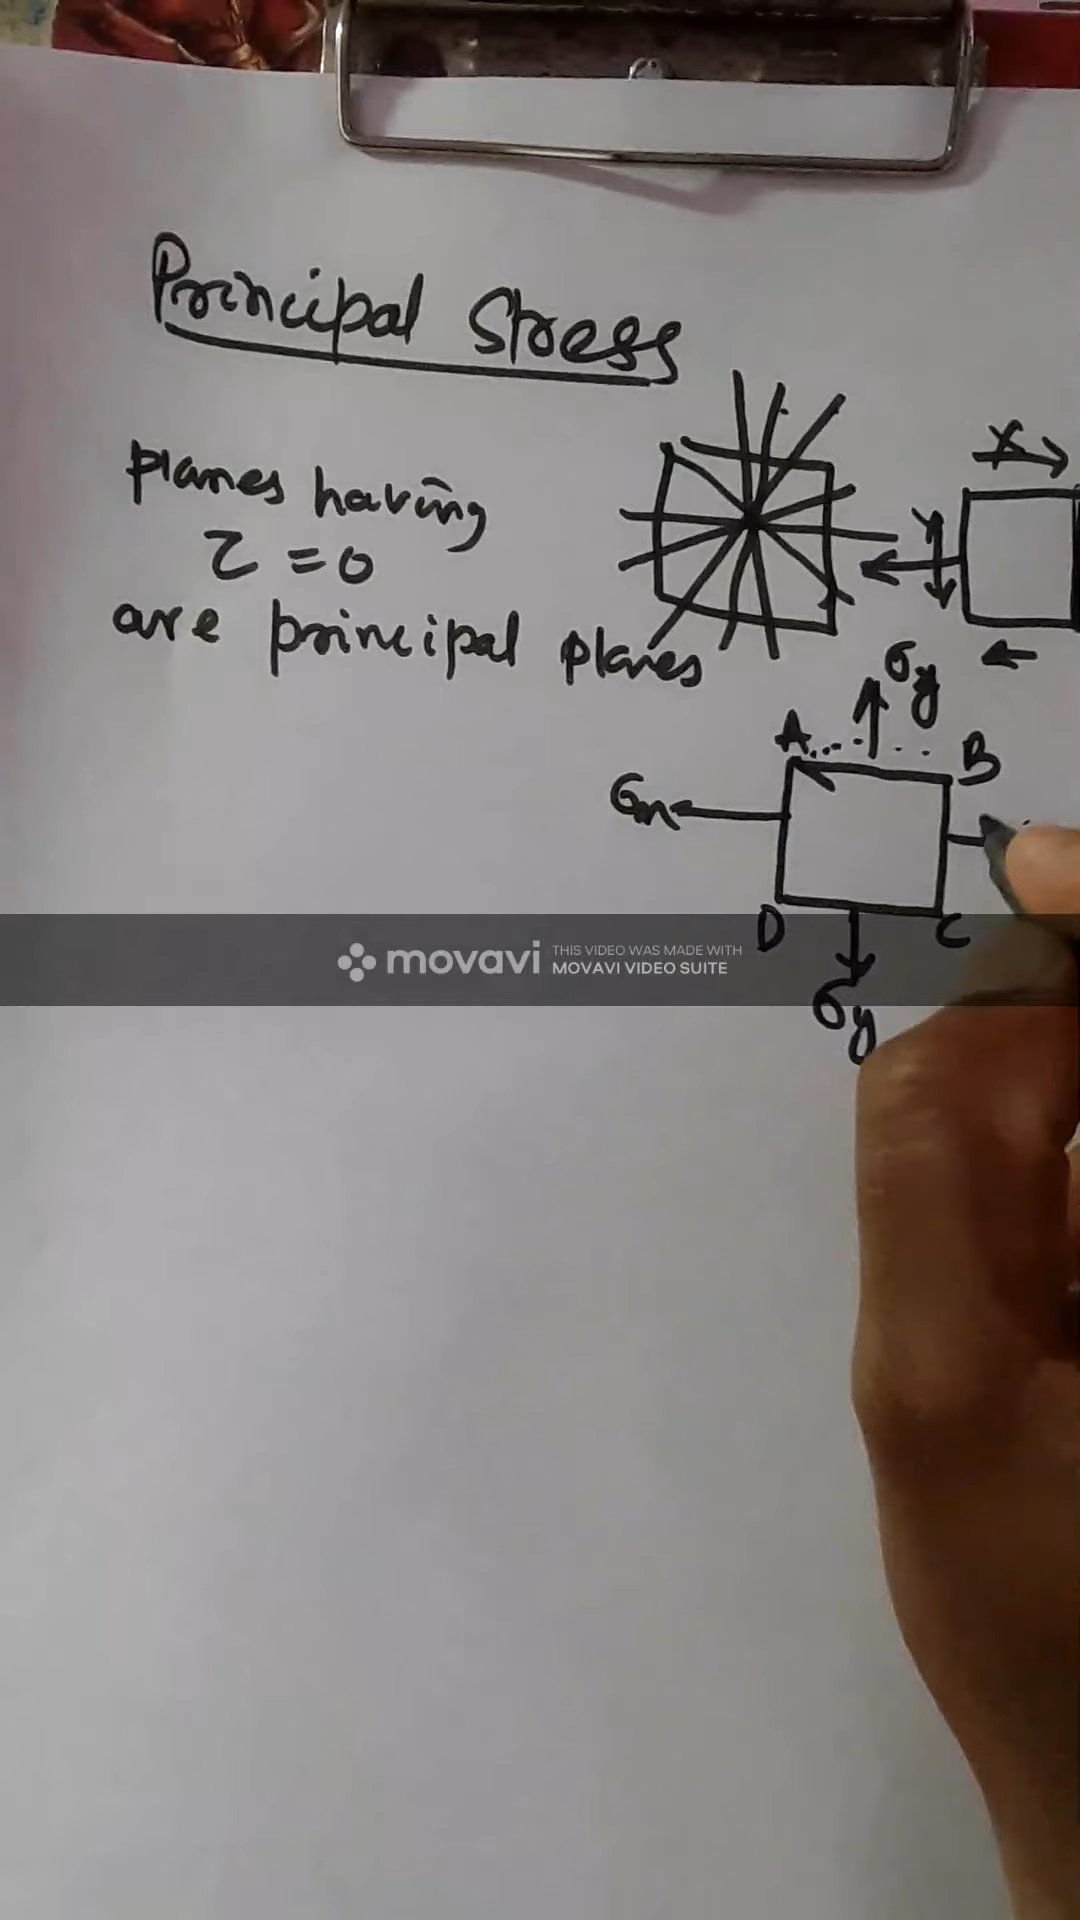 Principal Stress
planes having
τ = 0
are principal planes
X
Y
σy
A
B
σx
D
C
σy
movavi
THIS VIDEO WAS MADE WITH
MOVAVI VIDEO SUITE